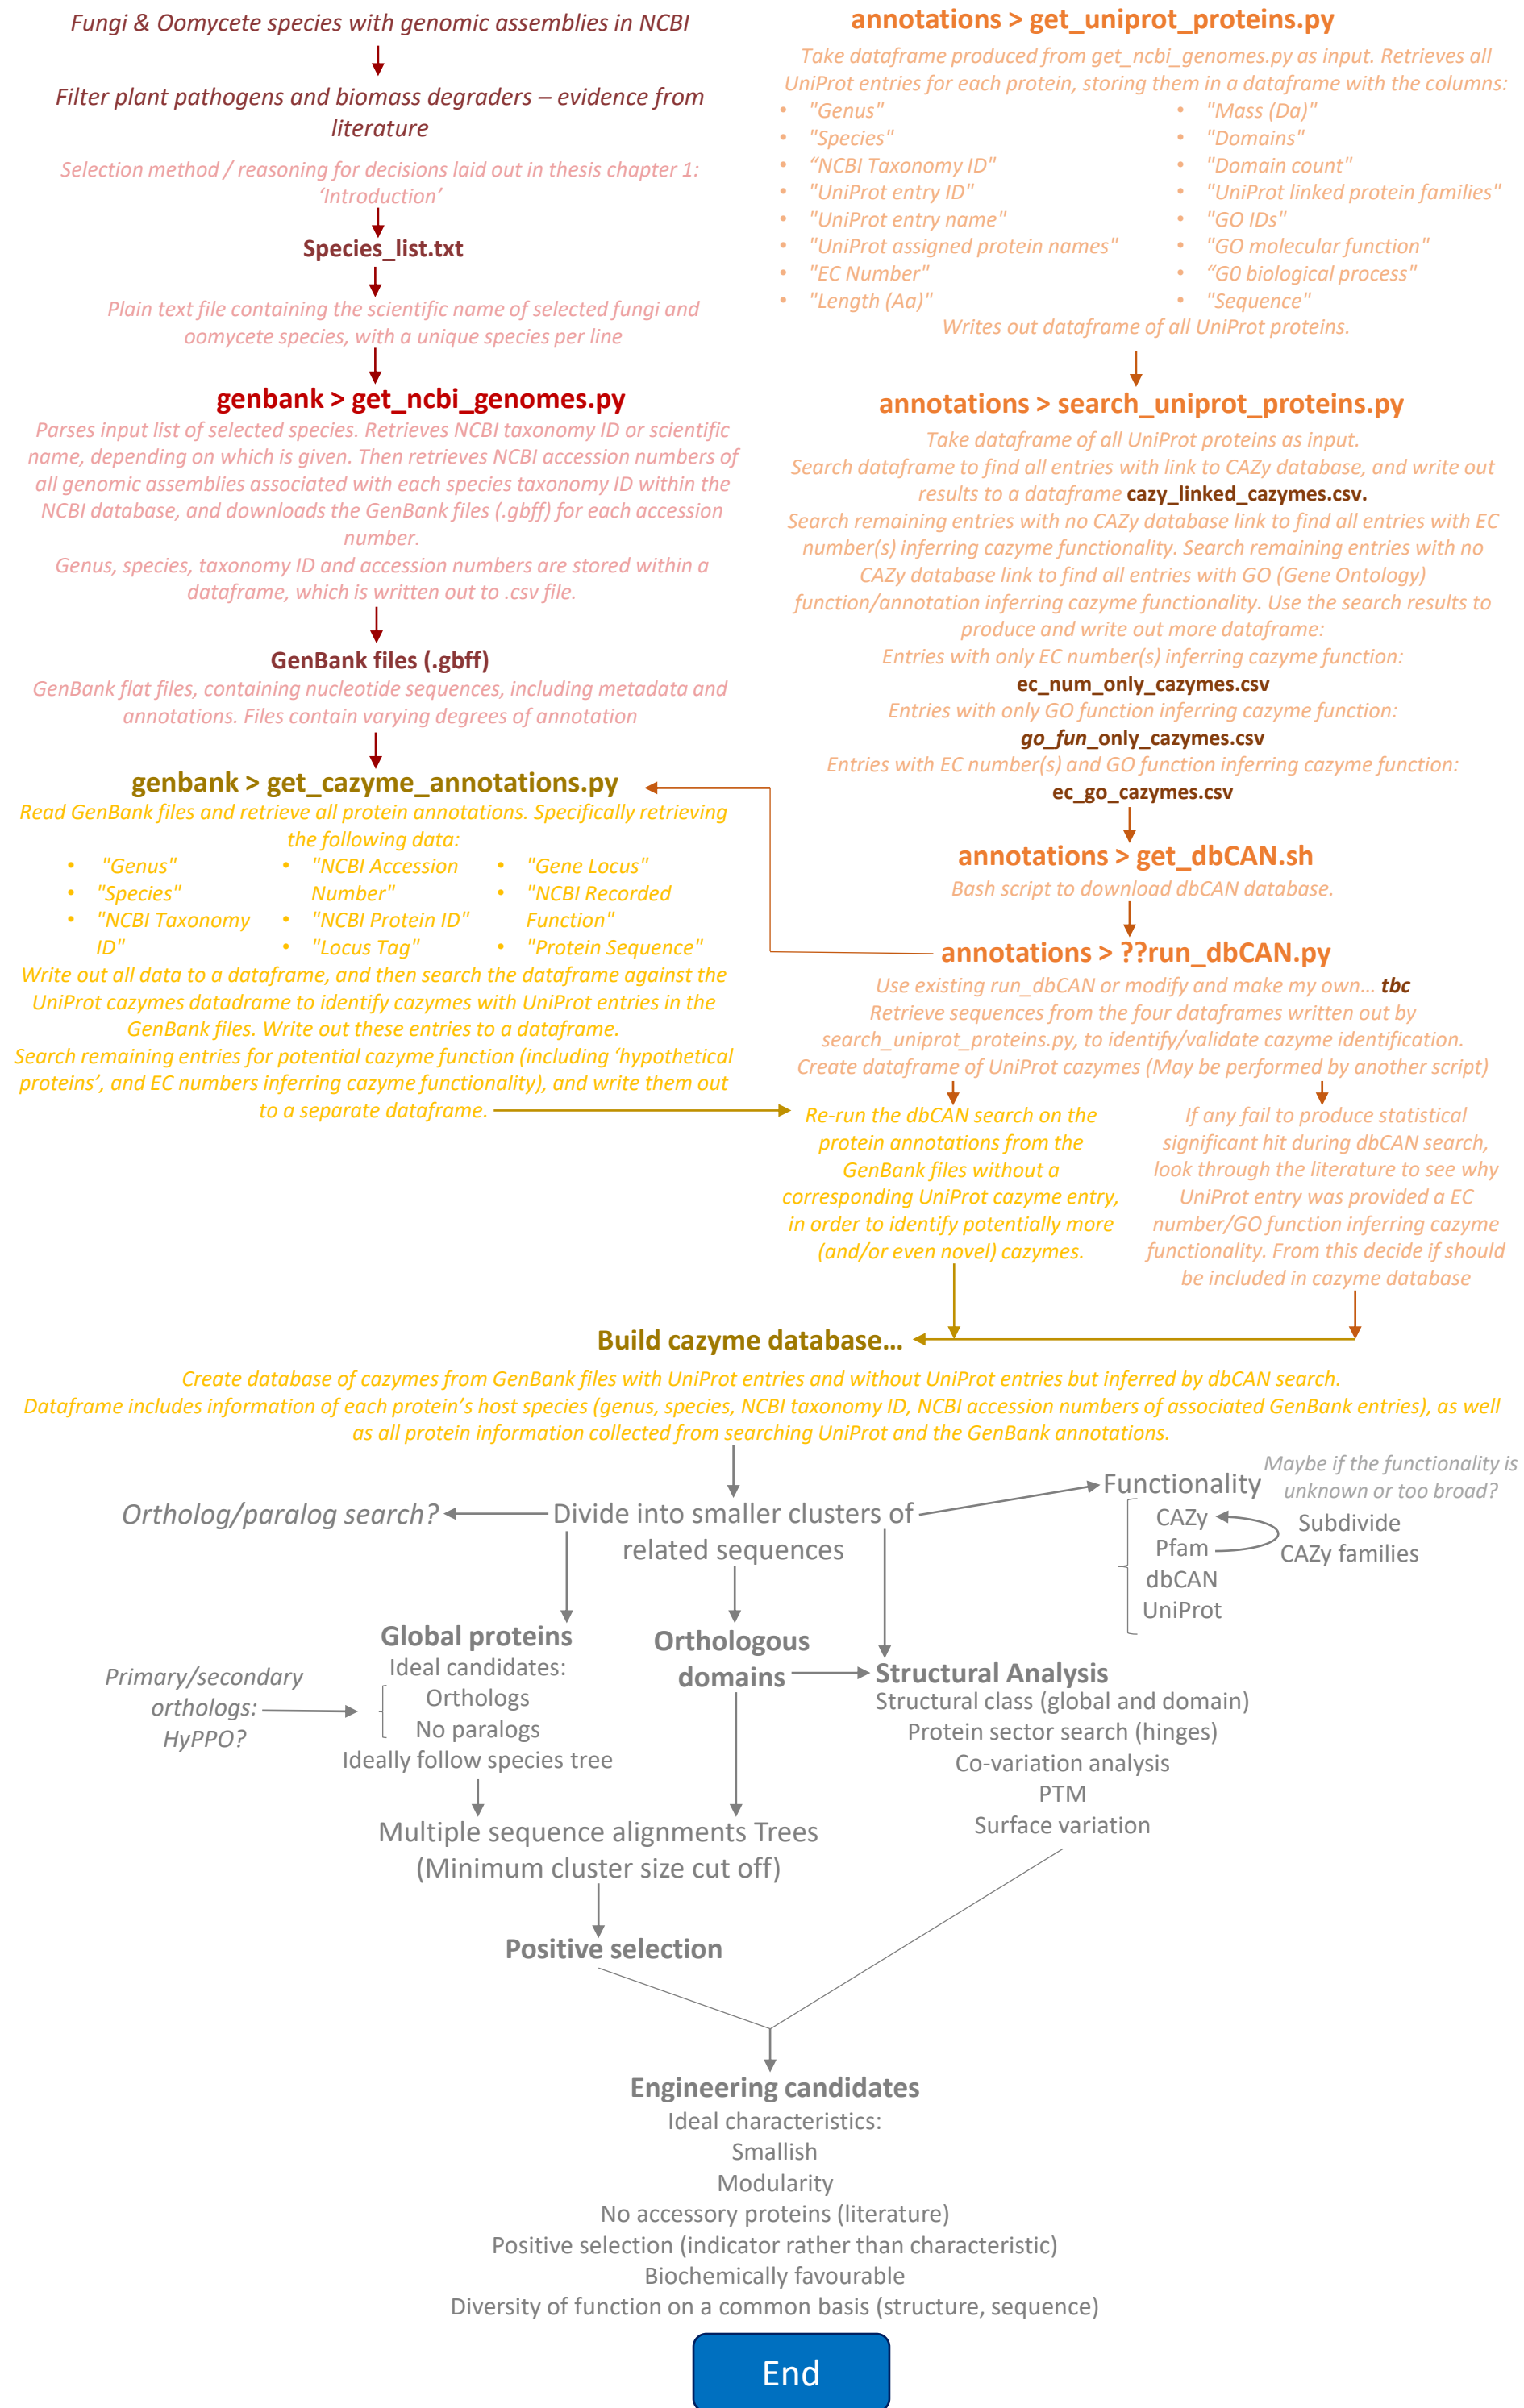 Fungi & Oomycete species with genomic assemblies in NCBI
Filter plant pathogens and biomass degraders – evidence from
literature
Selection method / reasoning for decisions laid out in thesis chapter 1:
‘Introduction’
Species_list.txt
Plain text file containing the scientific name of selected fungi and
oomycete species, with a unique species per line
genbank > get_ncbi_genomes.py
Parses input list of selected species. Retrieves NCBI taxonomy ID or scientific
name, depending on which is given. Then retrieves NCBI accession numbers of
all genomic assemblies associated with each species taxonomy ID within the
NCBI database, and downloads the GenBank files (.gbff) for each accession
number.
Genus, species, taxonomy ID and accession numbers are stored within a
dataframe, which is written out to .csv file.
GenBank files (.gbff)
GenBank flat files, containing nucleotide sequences, including metadata and
annotations. Files contain varying degrees of annotation
genbank > get_cazyme_annotations.py
Read GenBank files and retrieve all protein annotations. Specifically retrieving
the following data:
• "Genus"
• "Species"
• "NCBI Taxonomy
ID"
• "NCBI Accession
Number"
• "NCBI Protein ID"
• "Locus Tag"
• "Gene Locus"
• "NCBI Recorded
Function"
• "Protein Sequence"
Write out all data to a dataframe, and then search the dataframe against the
UniProt cazymes datadrame to identify cazymes with UniProt entries in the
GenBank files. Write out these entries to a dataframe.
Search remaining entries for potential cazyme function (including ‘hypothetical
proteins’, and EC numbers inferring cazyme functionality), and write them out
to a separate dataframe.
annotations > get_uniprot_proteins.py
Take dataframe produced from get_ncbi_genomes.py as input. Retrieves all
UniProt entries for each protein, storing them in a dataframe with the columns:
• "Genus"
• "Species"
• “NCBI Taxonomy ID"
• "UniProt entry ID"
• "UniProt entry name"
• "UniProt assigned protein names"
• "EC Number"
• "Length (Aa)"
• "Mass (Da)"
• "Domains"
• "Domain count"
• "UniProt linked protein families"
• "GO IDs"
• "GO molecular function"
• “G0 biological process"
• "Sequence"
Writes out dataframe of all UniProt proteins.
annotations > search_uniprot_proteins.py
Take dataframe of all UniProt proteins as input.
Search dataframe to find all entries with link to CAZy database, and write out
results to a dataframe cazy_linked_cazymes.csv.
Search remaining entries with no CAZy database link to find all entries with EC
number(s) inferring cazyme functionality. Search remaining entries with no
CAZy database link to find all entries with GO (Gene Ontology)
function/annotation inferring cazyme functionality. Use the search results to
produce and write out more dataframe:
Entries with only EC number(s) inferring cazyme function:
ec_num_only_cazymes.csv
Entries with only GO function inferring cazyme function:
go_fun_only_cazymes.csv
Entries with EC number(s) and GO function inferring cazyme function:
ec_go_cazymes.csv
annotations > get_dbCAN.sh
Bash script to download dbCAN database.
annotations > ??run_dbCAN.py
Use existing run_dbCAN or modify and make my own... tbc
Retrieve sequences from the four dataframes written out by
search_uniprot_proteins.py, to identify/validate cazyme identification.
Create dataframe of UniProt cazymes (May be performed by another script)
Re-run the dbCAN search on the
protein annotations from the
GenBank files without a
corresponding UniProt cazyme entry,
in order to identify potentially more
(and/or even novel) cazymes.
If any fail to produce statistical
significant hit during dbCAN search,
look through the literature to see why
UniProt entry was provided a EC
number/GO function inferring cazyme
functionality. From this decide if should
be included in cazyme database
Build cazyme database...
Create database of cazymes from GenBank files with UniProt entries and without UniProt entries but inferred by dbCAN search.
Dataframe includes information of each protein’s host species (genus, species, NCBI taxonomy ID, NCBI accession numbers of associated GenBank entries), as well
as all protein information collected from searching UniProt and the GenBank annotations.
Ortholog/paralog search?
Divide into smaller clusters of
related sequences
Functionality
Maybe if the functionality is
unknown or too broad?
CAZy
Pfam
dbCAN
UniProt
Subdivide
CAZy families
Global proteins
Ideal candidates:
Orthologs
No paralogs
Ideally follow species tree
Primary/secondary
orthologs:
HyPPO?
Orthologous
domains
Structural Analysis
Structural class (global and domain)
Protein sector search (hinges)
Co-variation analysis
PTM
Surface variation
Multiple sequence alignments Trees
(Minimum cluster size cut off)
Positive selection
Engineering candidates
Ideal characteristics:
Smallish
Modularity
No accessory proteins (literature)
Positive selection (indicator rather than characteristic)
Biochemically favourable
Diversity of function on a common basis (structure, sequence)
End